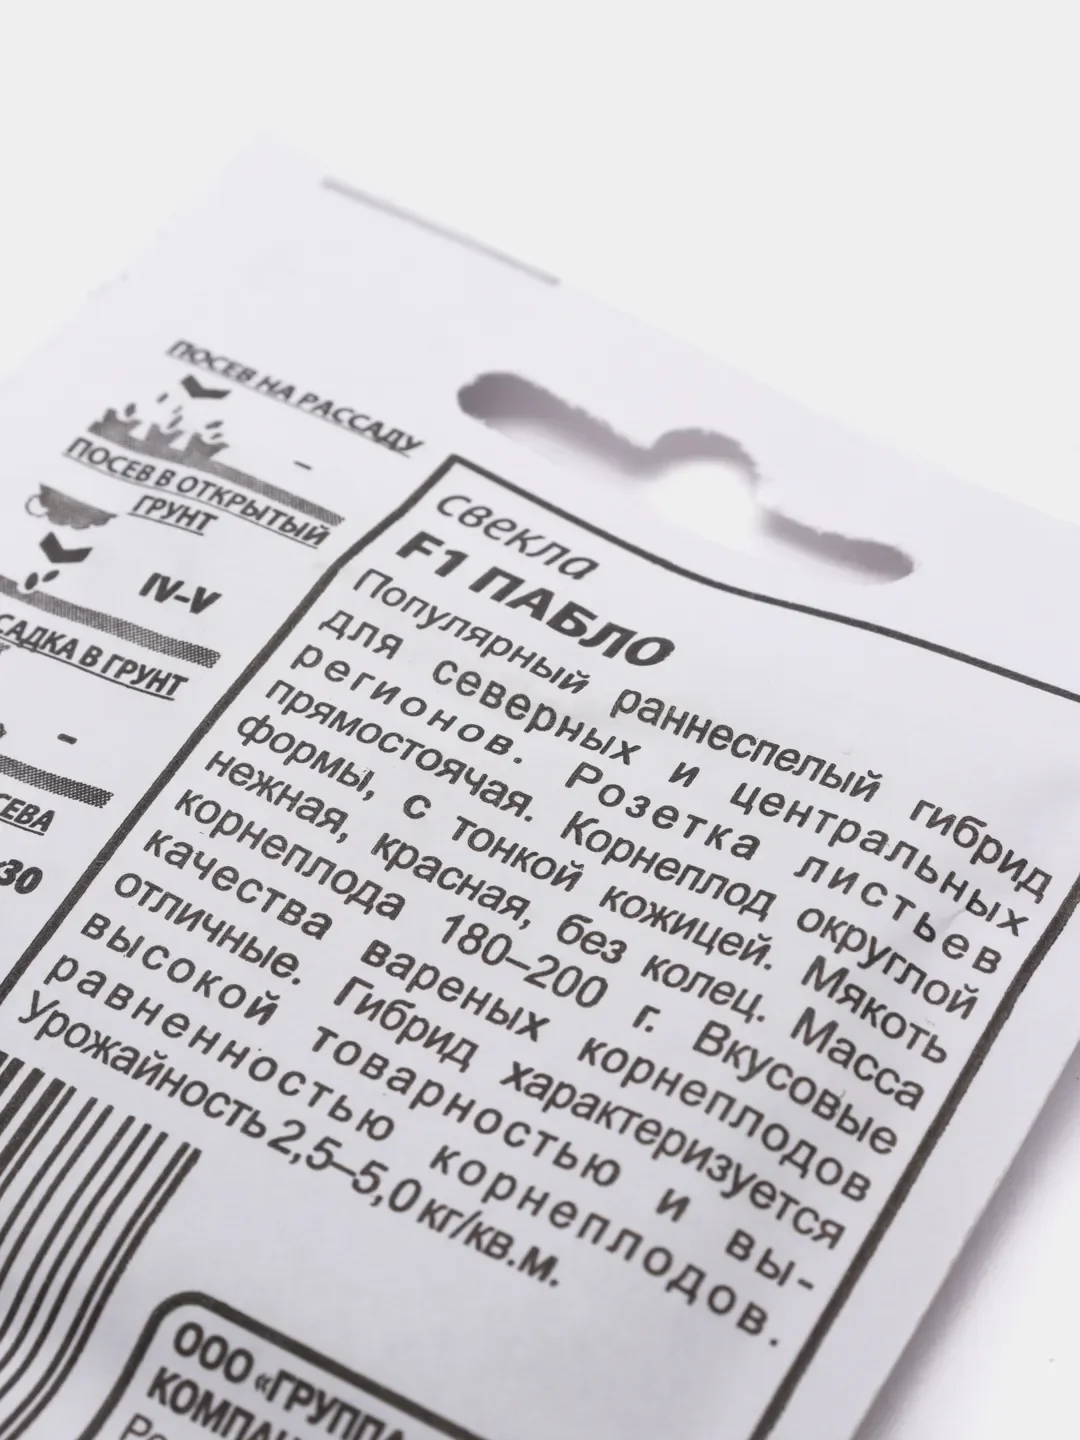 ПОСЕВ НА РАССАДУ
–
ПОСЕВ В ОТКРЫТЫЙ
ГРУНТ
IV–V
САДКА В ГРУНТ
–
СЕВА
30
свекла
F1 ПАБЛО
Популярный раннеспелый гибрид
для северных и центральных
регионов. Розетка листьев
прямостоячая. Корнеплод округлой
формы, с тонкой кожицей. Мякоть
нежная, красная, без колец. Масса
корнеплода 180–200 г. Вкусовые
качества вареных корнеплодов
отличные. Гибрид характеризуется
высокой товарностью и вы-
равненностью корнеплодов.
Урожайность 2,5–5,0 кг/кв.м.
ООО «ГРУППА
КОМПАН